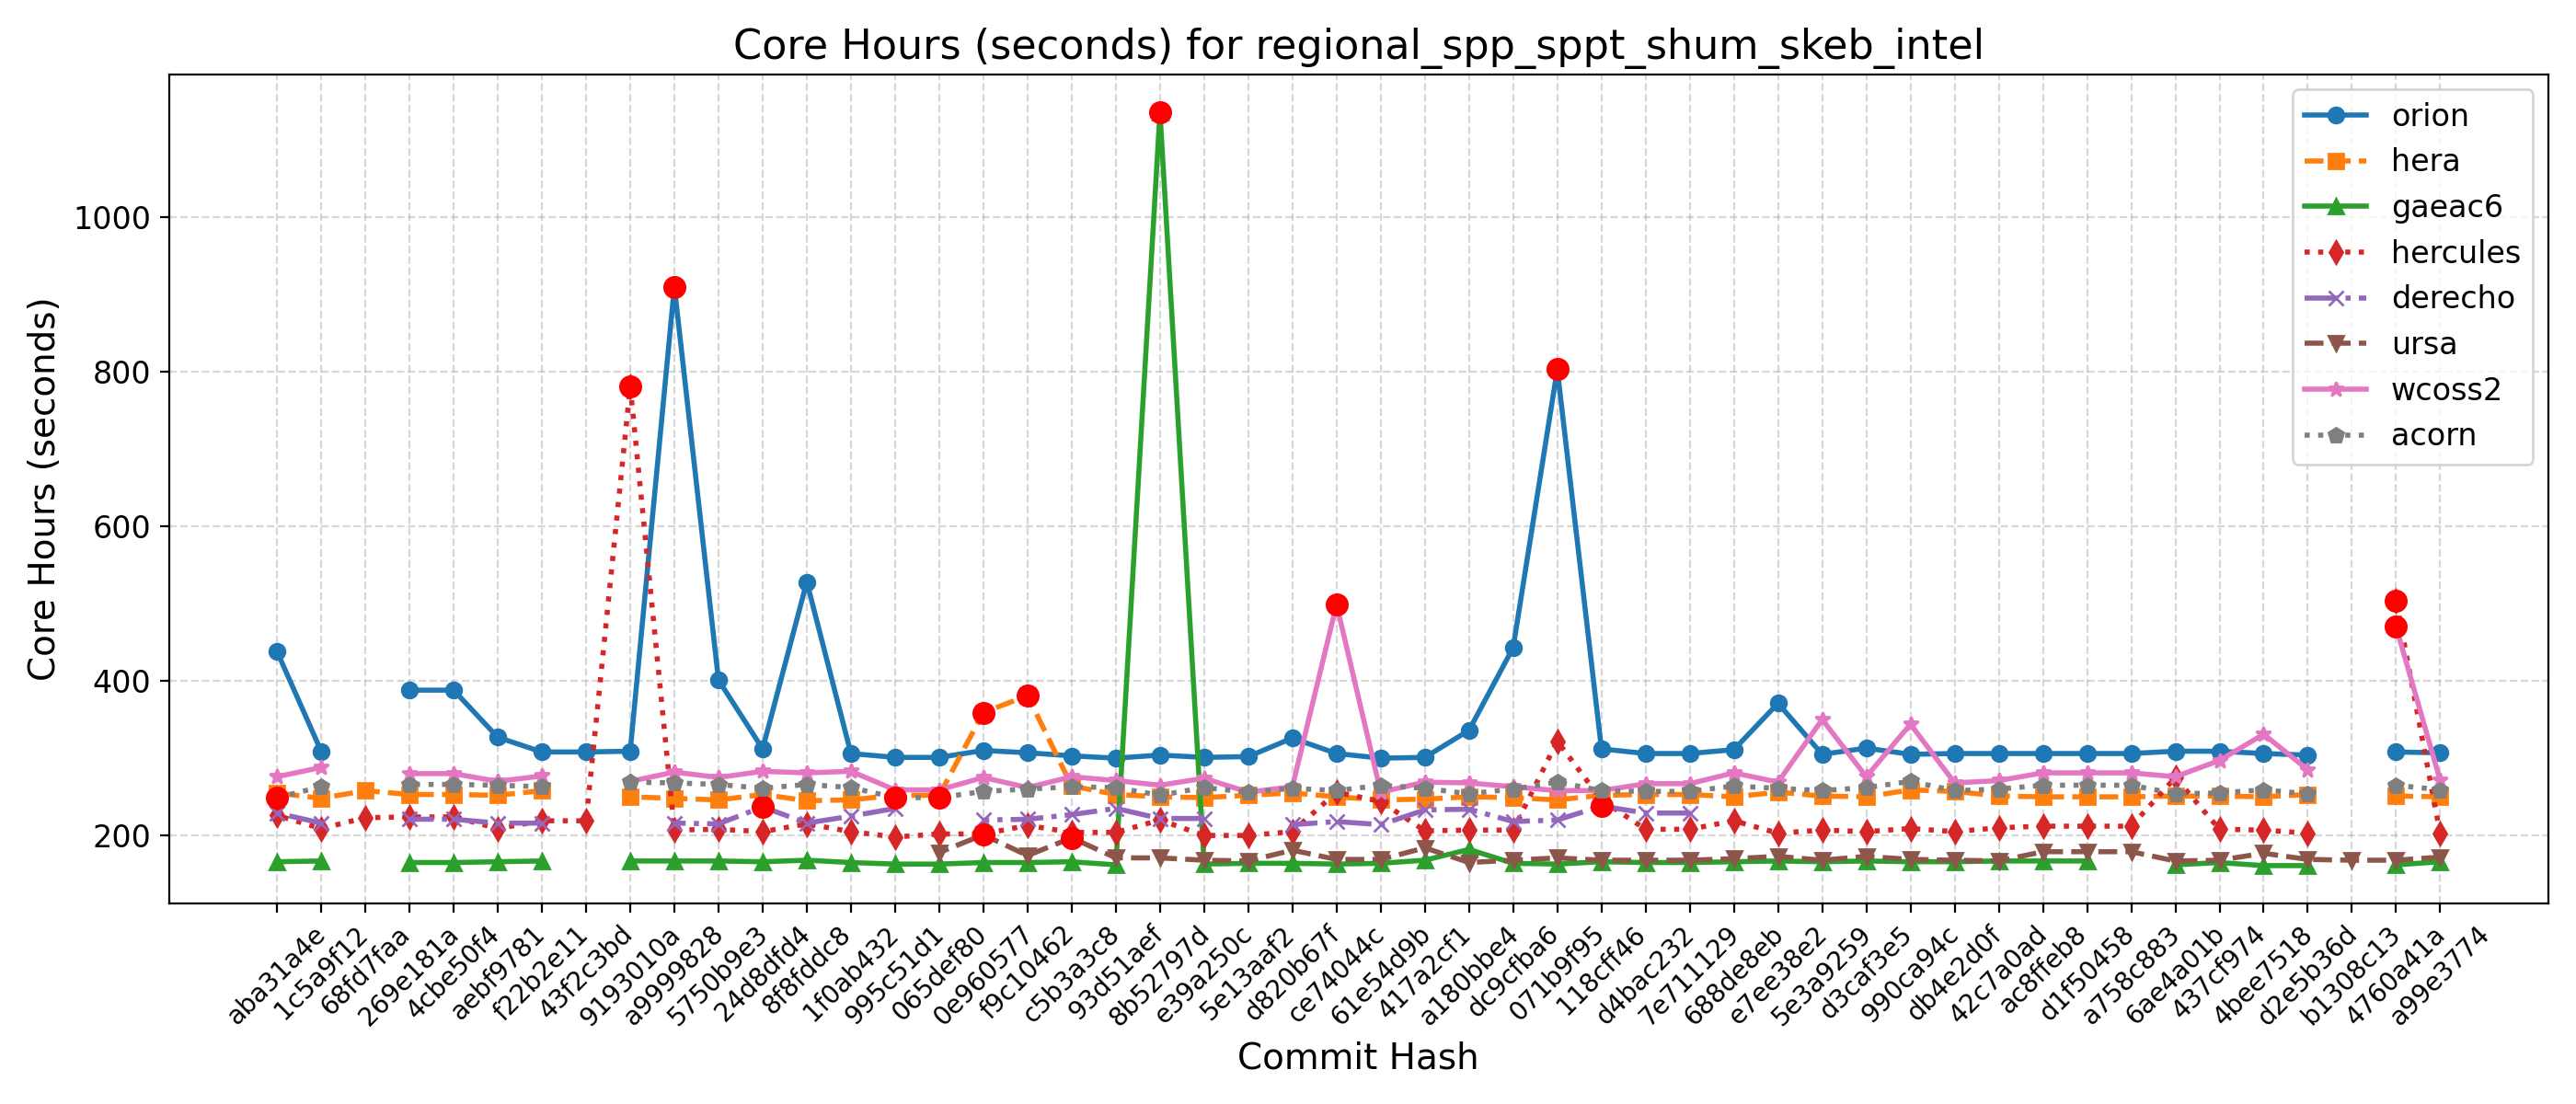 Core Hours (seconds) for regional_spp_sppt_shum_skeb_intel
Core Hours (seconds)
1000
800
600
400
200
orion
hera
gaeac6
hercules
derecho
ursa
wcoss2
acorn
aba31a4e
1c5a9f12
68fd7faa
269e181a
4cbe50f4
aebf9781
f22b2e11
43f2c3bd
9193010a
a9999828
5750b9e3
24d8dfd4
8f8fddc8
1f0ab432
995c51d1
065def80
0e960577
f9c10462
c5b3a3c8
93d51aef
8b52797d
e39a250c
5e13aaf2
d820b67f
ce74044c
61e54d9b
417a2cf1
a180bbe4
dc9cfba6
071b9f95
118cff46
d4bac232
7e711129
688de8eb
e7ee38e2
5e3a9259
d3caf3e5
990ca94c
db4e2d0f
42c7a0ad
ac8ffeb8
d1f50458
a758c883
6ae4a01b
437cf974
4bee7518
d2e5b36d
b1308c13
4760a41a
a99e3774
Commit Hash